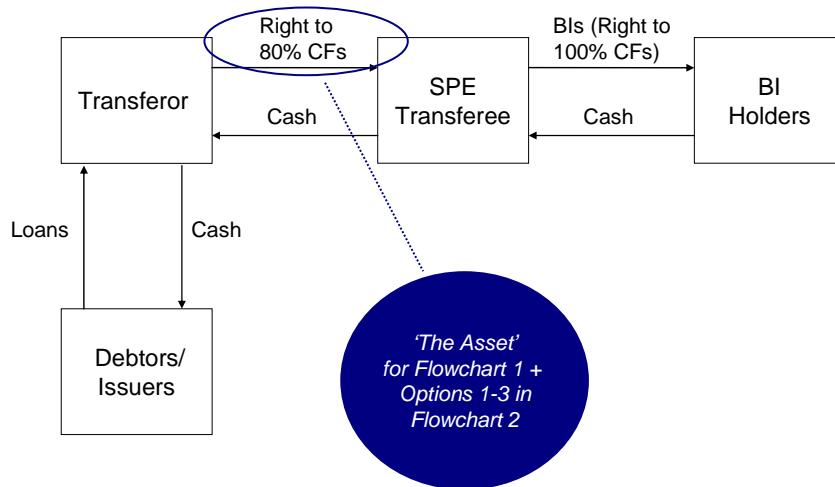 Right to
80% CFs
BIs (Right to
100% CFs)
Transferor
SPE
Transferee
BI
Holders
Cash
Cash
Loans
Cash
Debtors/
Issuers
‘The Asset’
for Flowchart 1 +
Options 1-3 in
Flowchart 2